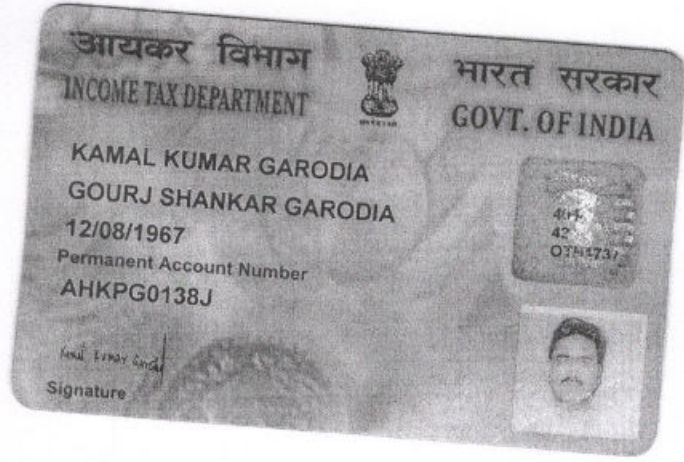 आयकर विभाग
INCOME TAX DEPARTMENT
भारत सरकार
GOVT. OF INDIA
KAMAL KUMAR GARODIA
GOURJ SHANKAR GARODIA
12/08/1967
Permanent Account Number
AHKPG0138J
Signature